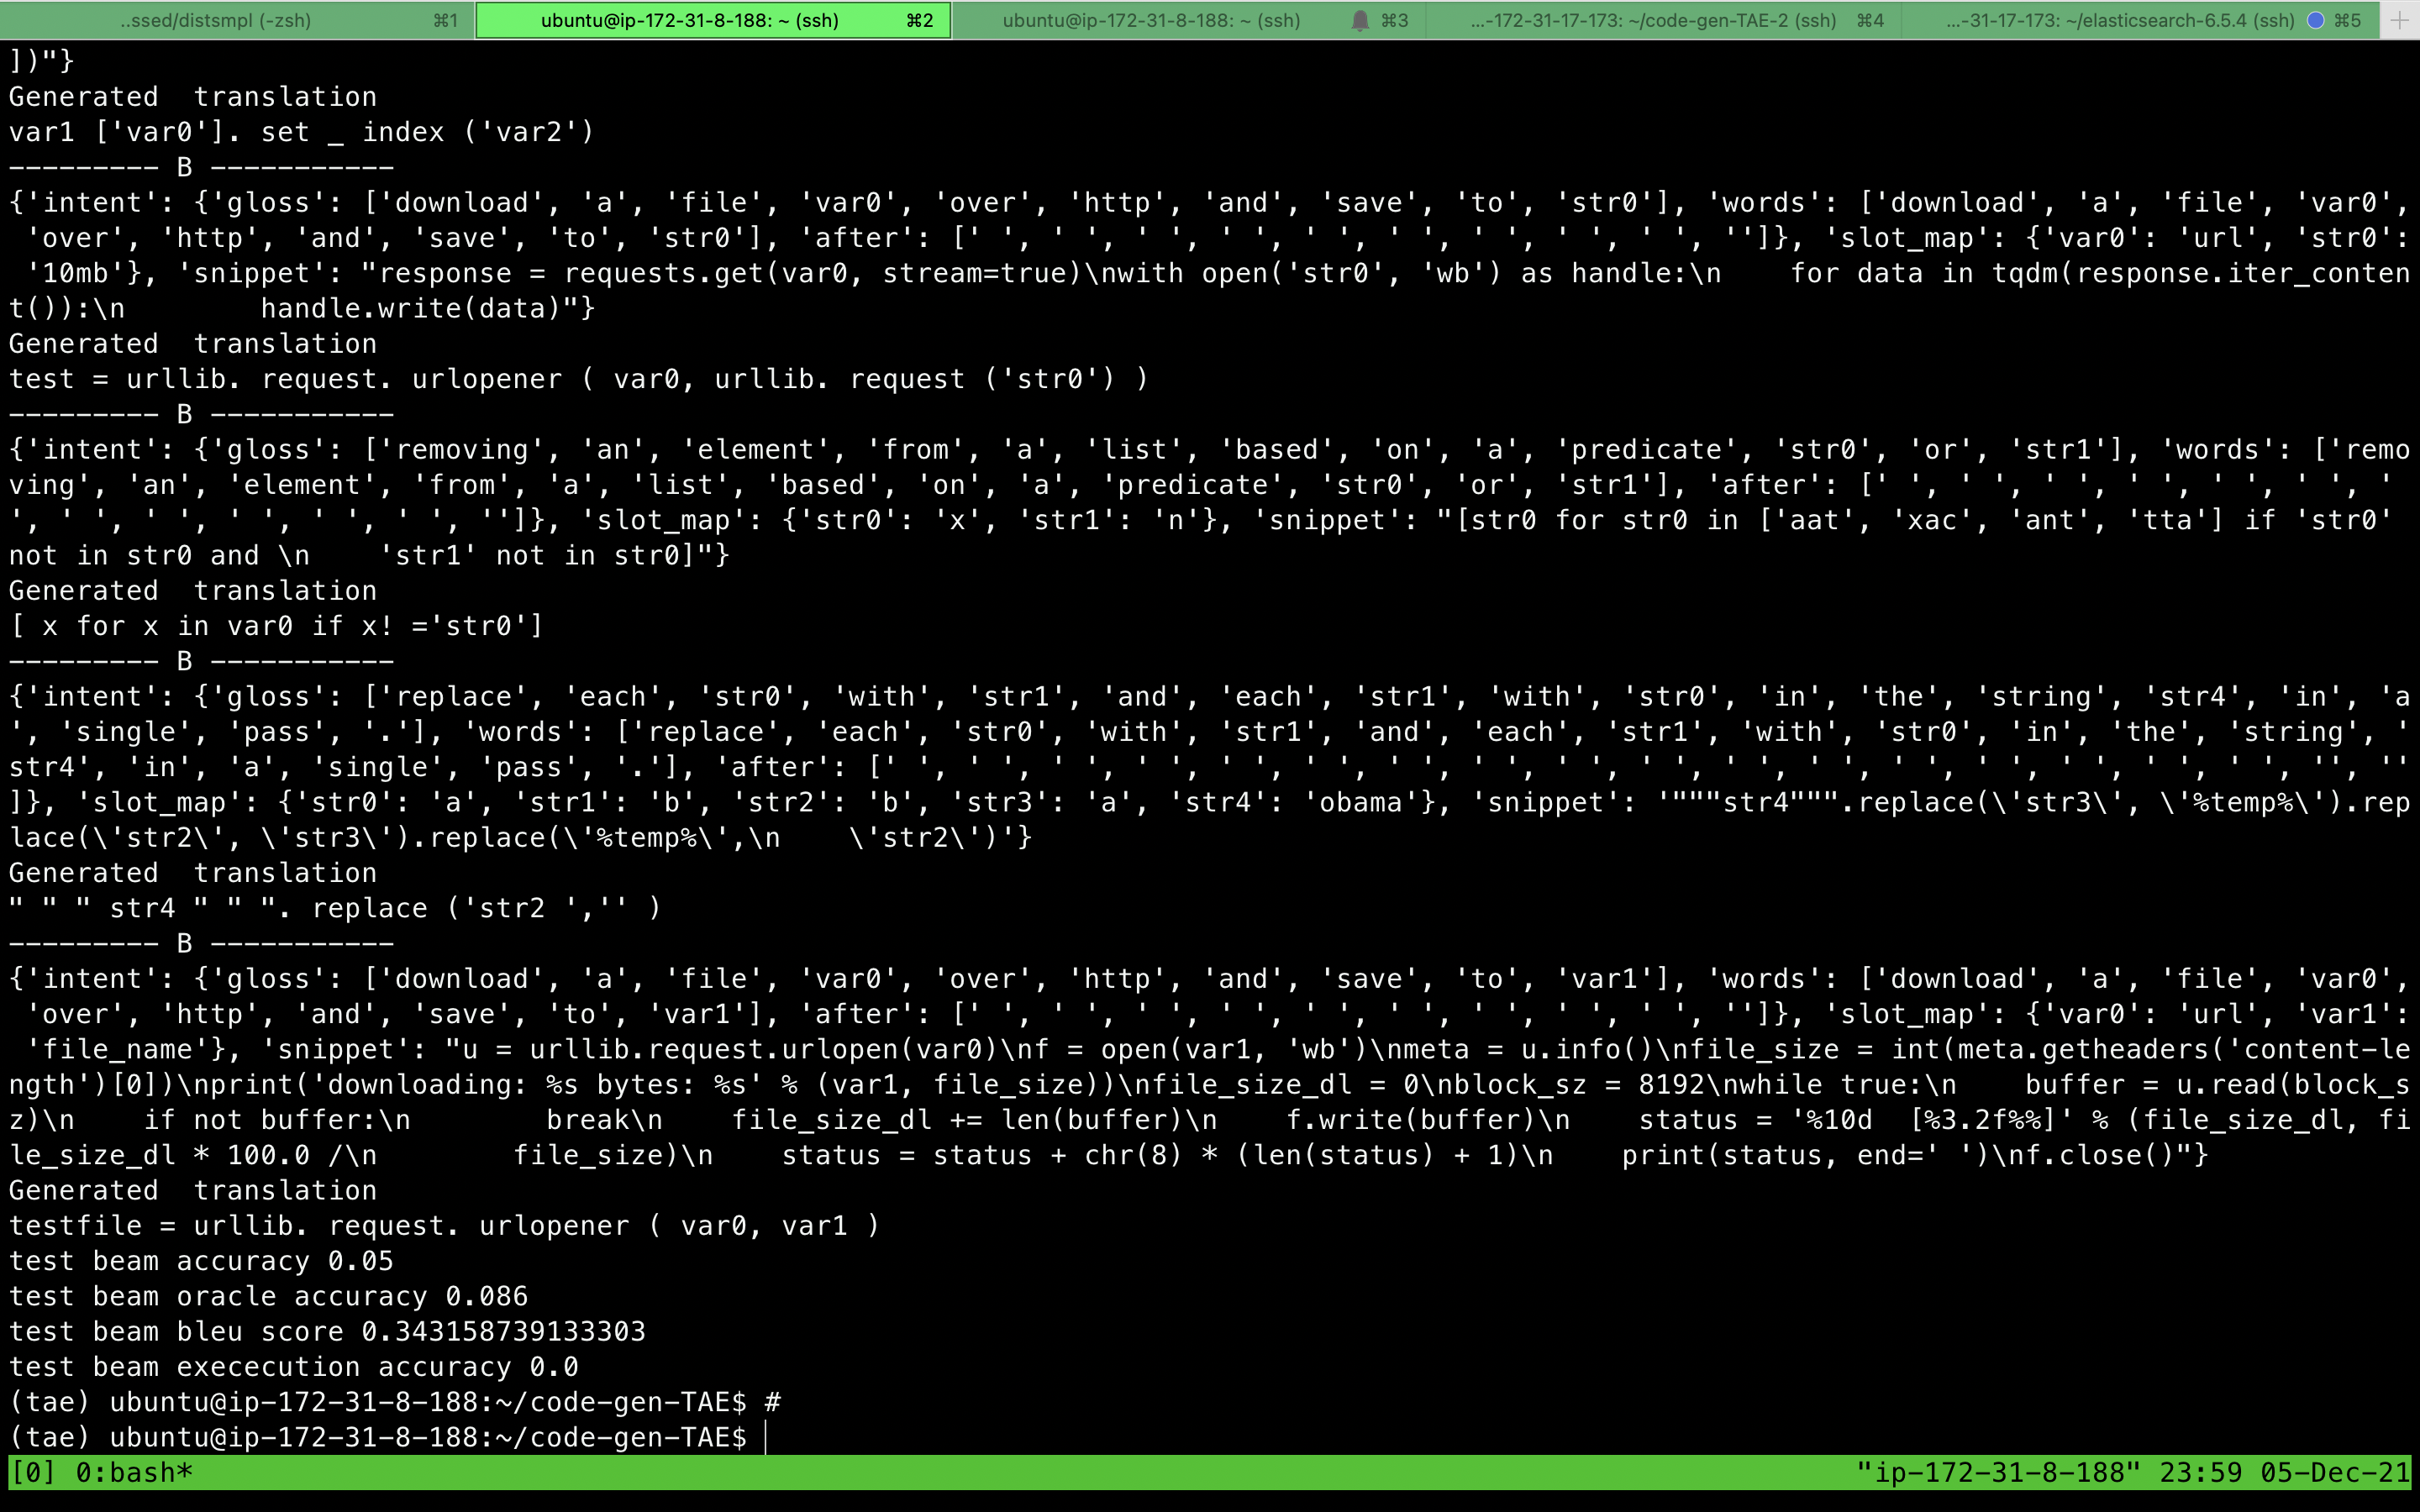 ..ssed/distsmpl (-zsh) ⌘1 ubuntu@ip-172-31-8-188: ~ (ssh) ⌘2 ubuntu@ip-172-31-8-188: ~ (ssh) ⌘3 ...-172-31-17-173: ~/code-gen-TAE-2 (ssh) ⌘4 ...-31-17-173: ~/elasticsearch-6.5.4 (ssh) ⌘5
])"}
Generated  translation
var1 ['var0']. set _ index ('var2')
--------- B -----------
{'intent': {'gloss': ['download', 'a', 'file', 'var0', 'over', 'http', 'and', 'save', 'to', 'str0'], 'words': ['download', 'a', 'file', 'var0',
 'over', 'http', 'and', 'save', 'to', 'str0'], 'after': [' ', ' ', ' ', ' ', ' ', ' ', ' ', ' ', ' ', '']}, 'slot_map': {'var0': 'url', 'str0':
 '10mb'}, 'snippet': "response = requests.get(var0, stream=true)\nwith open('str0', 'wb') as handle:\n    for data in tqdm(response.iter_conten
t()):\n        handle.write(data)"}
Generated  translation
test = urllib. request. urlopener ( var0, urllib. request ('str0') )
--------- B -----------
{'intent': {'gloss': ['removing', 'an', 'element', 'from', 'a', 'list', 'based', 'on', 'a', 'predicate', 'str0', 'or', 'str1'], 'words': ['remo
ving', 'an', 'element', 'from', 'a', 'list', 'based', 'on', 'a', 'predicate', 'str0', 'or', 'str1'], 'after': [' ', ' ', ' ', ' ', ' ', ' ', '
', ' ', ' ', ' ', ' ', ' ', '']}, 'slot_map': {'str0': 'x', 'str1': 'n'}, 'snippet': "[str0 for str0 in ['aat', 'xac', 'ant', 'tta'] if 'str0'
not in str0 and \n    'str1' not in str0]"}
Generated  translation
[ x for x in var0 if x! ='str0']
--------- B -----------
{'intent': {'gloss': ['replace', 'each', 'str0', 'with', 'str1', 'and', 'each', 'str1', 'with', 'str0', 'in', 'the', 'string', 'str4', 'in', 'a
', 'single', 'pass', '.'], 'words': ['replace', 'each', 'str0', 'with', 'str1', 'and', 'each', 'str1', 'with', 'str0', 'in', 'the', 'string', '
str4', 'in', 'a', 'single', 'pass', '.'], 'after': [' ', ' ', ' ', ' ', ' ', ' ', ' ', ' ', ' ', ' ', ' ', ' ', ' ', ' ', ' ', ' ', ' ', '', ''
]}, 'slot_map': {'str0': 'a', 'str1': 'b', 'str2': 'b', 'str3': 'a', 'str4': 'obama'}, 'snippet': '"""str4""".replace(\'str3\', \'%temp%\').rep
lace(\'str2\', \'str3\').replace(\'%temp%\',\n    \'str2\')'}
Generated  translation
" " " str4 " " ". replace ('str2 ','' )
--------- B -----------
{'intent': {'gloss': ['download', 'a', 'file', 'var0', 'over', 'http', 'and', 'save', 'to', 'var1'], 'words': ['download', 'a', 'file', 'var0',
 'over', 'http', 'and', 'save', 'to', 'var1'], 'after': [' ', ' ', ' ', ' ', ' ', ' ', ' ', ' ', ' ', '']}, 'slot_map': {'var0': 'url', 'var1':
 'file_name'}, 'snippet': "u = urllib.request.urlopen(var0)\nf = open(var1, 'wb')\nmeta = u.info()\nfile_size = int(meta.getheaders('content-le
ngth')[0])\nprint('downloading: %s bytes: %s' % (var1, file_size))\nfile_size_dl = 0\nblock_sz = 8192\nwhile true:\n    buffer = u.read(block_s
z)\n    if not buffer:\n        break\n    file_size_dl += len(buffer)\n    f.write(buffer)\n    status = '%10d  [%3.2f%%]' % (file_size_dl, fi
le_size_dl * 100.0 /\n        file_size)\n    status = status + chr(8) * (len(status) + 1)\n    print(status, end=' ')\nf.close()"}
Generated  translation
testfile = urllib. request. urlopener ( var0, var1 )
test beam accuracy 0.05
test beam oracle accuracy 0.086
test beam bleu score 0.343158739133303
test beam exececution accuracy 0.0
(tae) ubuntu@ip-172-31-8-188:~/code-gen-TAE$ #
(tae) ubuntu@ip-172-31-8-188:~/code-gen-TAE$
[0] 0:bash* "ip-172-31-8-188" 23:59 05-Dec-21